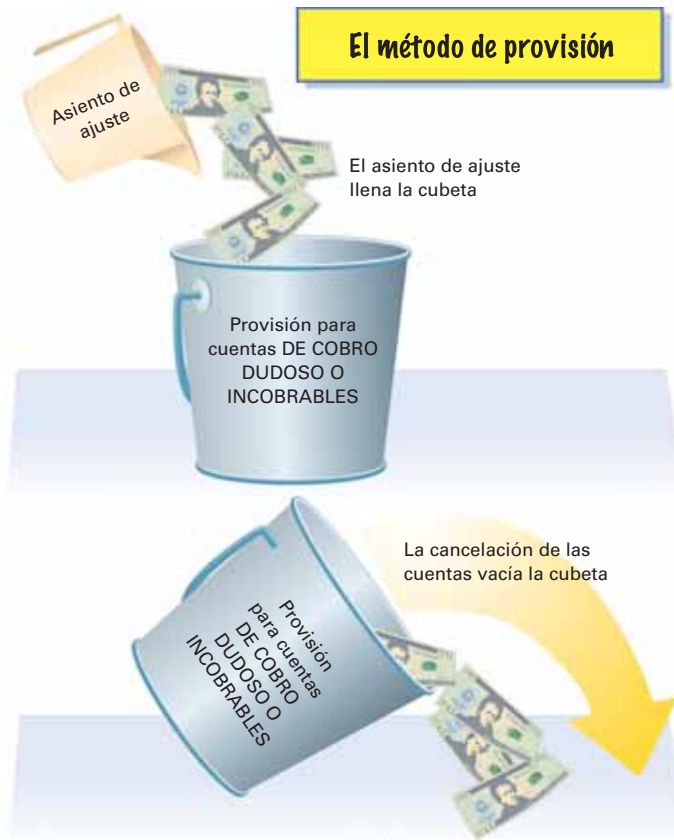 El método de provisión
Asiento de
ajuste
El asiento de ajuste
llena la cubeta
Provisión para
cuentas DE COBRO
DUDOSO O
INCOBRABLES
La cancelación de las
cuentas vacía la cubeta
Provisión
para cuentas
DE COBRO
DUDOSO O
INCOBRABLES